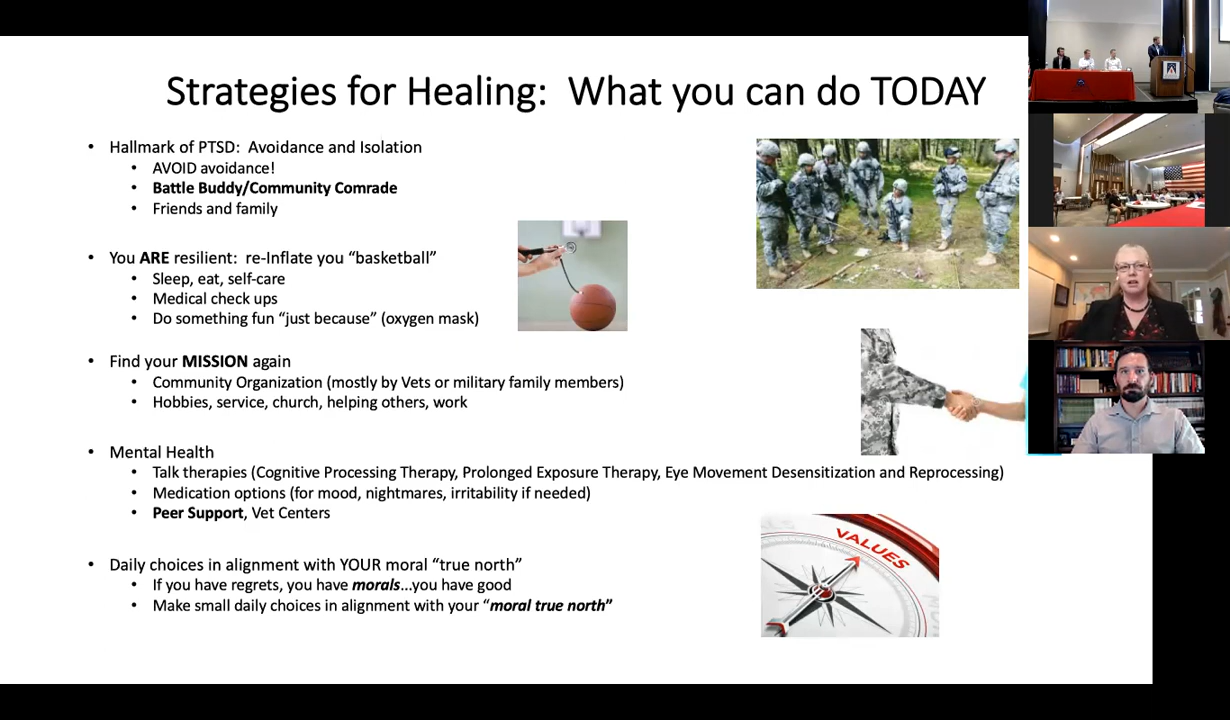 Strategies for Healing:  What you can do TODAY
• Hallmark of PTSD:  Avoidance and Isolation
• AVOID avoidance!
• Battle Buddy/Community Comrade
• Friends and family
• You ARE resilient:  re-Inflate you “basketball”
• Sleep, eat, self-care
• Medical check ups
• Do something fun “just because” (oxygen mask)
• Find your MISSION again
• Community Organization (mostly by Vets or military family members)
• Hobbies, service, church, helping others, work
• Mental Health
• Talk therapies (Cognitive Processing Therapy, Prolonged Exposure Therapy, Eye Movement Desensitization and Reprocessing)
• Medication options (for mood, nightmares, irritability if needed)
• Peer Support, Vet Centers
• Daily choices in alignment with YOUR moral “true north”
• If you have regrets, you have morals...you have good
• Make small daily choices in alignment with your “moral true north”
VALUES